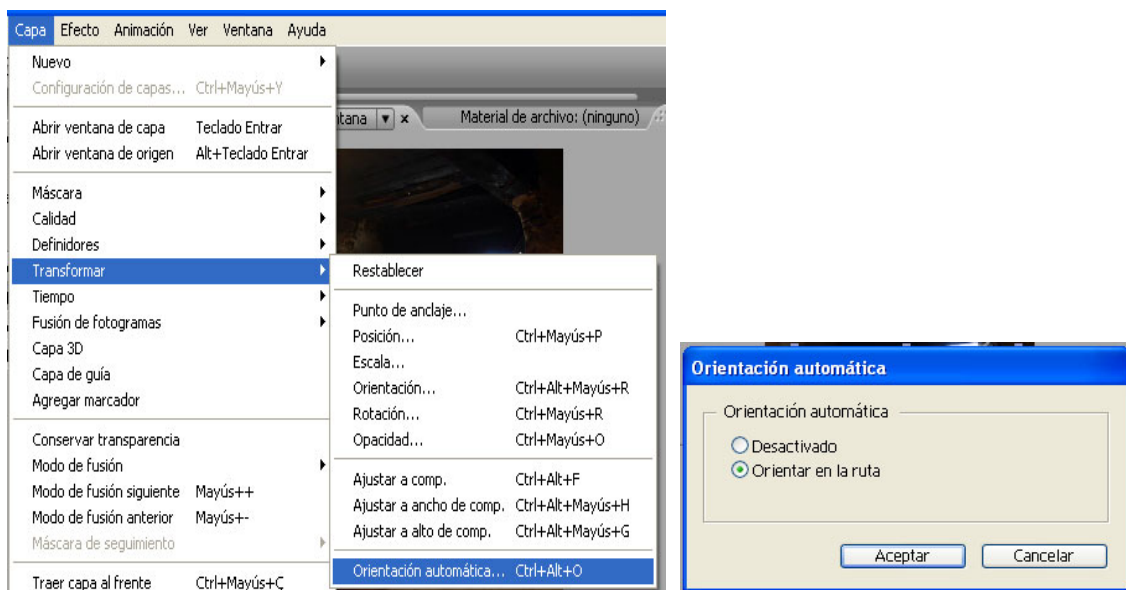 Capa Efecto Animación Ver Ventana Ayuda
Nuevo
Configuración de capas... Ctrl+Mayús+Y
Abrir ventana de capa Teclado Entrar
Abrir ventana de origen Alt+Teclado Entrar
Máscara
Calidad
Definidores
Transformar
Tiempo
Fusión de fotogramas
Capa 3D
Capa de guía
Agregar marcador
Conservar transparencia
Modo de fusión
Modo de fusión siguiente Mayús++
Modo de fusión anterior Mayús+-
Máscara de seguimiento
Traer capa al frente Ctrl+Mayús+Ç
Material de archivo: (ninguno)
Restablecer
Punto de anclaje...
Posición... Ctrl+Mayús+P
Escala...
Orientación... Ctrl+Alt+Mayús+R
Rotación... Ctrl+Mayús+R
Opacidad... Ctrl+Mayús+O
Ajustar a comp. Ctrl+Alt+F
Ajustar a ancho de comp. Ctrl+Alt+Mayús+H
Ajustar a alto de comp. Ctrl+Alt+Mayús+G
Orientación automática... Ctrl+Alt+O
Orientación automática
Orientación automática
Desactivado
Orientar en la ruta
Aceptar Cancelar